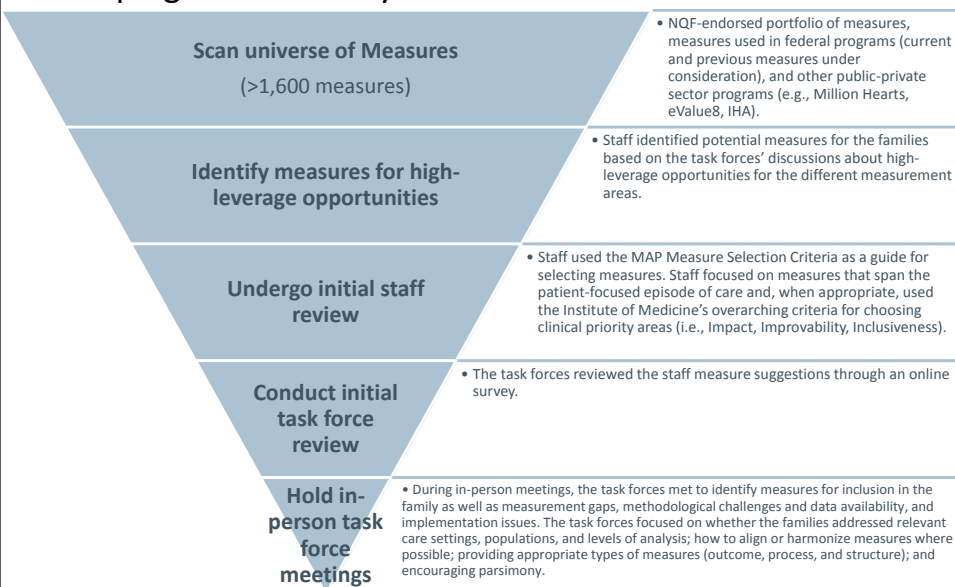 Scan universe of Measures
(>1,600 measures)
• NQF-endorsed portfolio of measures,
measures used in federal programs (current
and previous measures under
consideration), and other public-private
sector programs (e.g., Million Hearts,
eValue8, IHA).
Identify measures for high-
leverage opportunities
• Staff identified potential measures for the families
based on the task forces’ discussions about high-
leverage opportunities for the different measurement
areas.
Undergo initial staff
review
• Staff used the MAP Measure Selection Criteria as a guide for
selecting measures. Staff focused on measures that span the
patient-focused episode of care and, when appropriate, used
the Institute of Medicine’s overarching criteria for choosing
clinical priority areas (i.e., Impact, Improvability, Inclusiveness).
Conduct initial
task force
review
• The task forces reviewed the staff measure suggestions through an online
survey.
Hold in-
person task
force
meetings
• During in-person meetings, the task forces met to identify measures for inclusion in the
family as well as measurement gaps, methodological challenges and data availability, and
implementation issues. The task forces focused on whether the families addressed relevant
care settings, populations, and levels of analysis; how to align or harmonize measures where
possible; providing appropriate types of measures (outcome, process, and structure); and
encouraging parsimony.